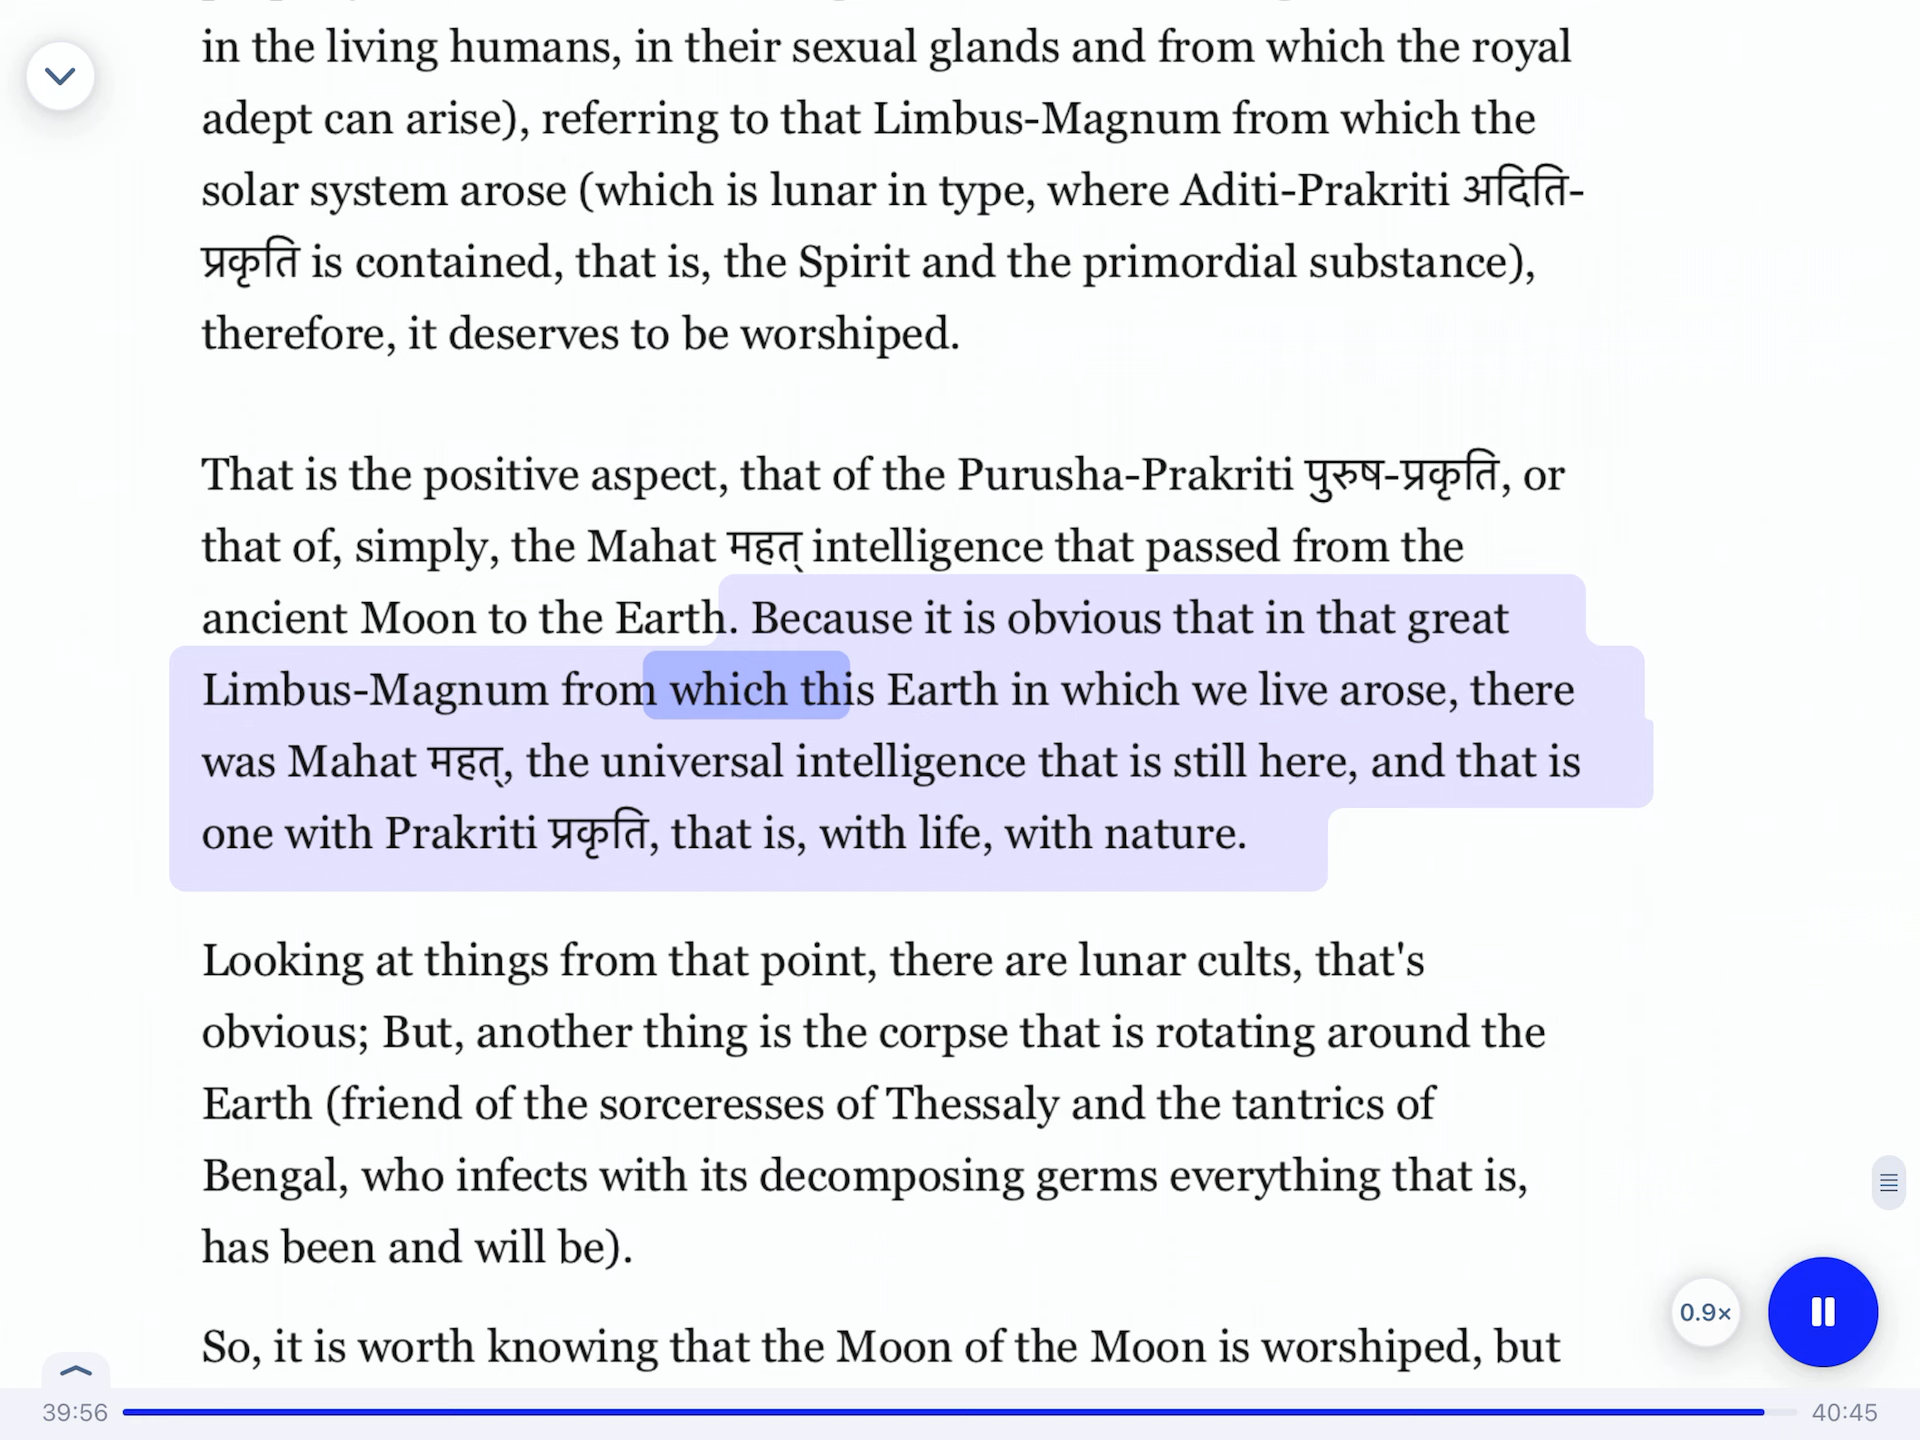 in the living humans, in their sexual glands and from which the royal
adept can arise), referring to that Limbus-Magnum from which the
solar system arose (which is lunar in type, where Aditi-Prakriti अदिति-
प्रकृति is contained, that is, the Spirit and the primordial substance),
therefore, it deserves to be worshiped.
That is the positive aspect, that of the Purusha-Prakriti पुरुष-प्रकृति, or
that of, simply, the Mahat महत् intelligence that passed from the
ancient Moon to the Earth. Because it is obvious that in that great
Limbus-Magnum from which this Earth in which we live arose, there
was Mahat महत्, the universal intelligence that is still here, and that is
one with Prakriti प्रकृति, that is, with life, with nature.
Looking at things from that point, there are lunar cults, that's
obvious; But, another thing is the corpse that is rotating around the
Earth (friend of the sorceresses of Thessaly and the tantrics of
Bengal, who infects with its decomposing germs everything that is,
has been and will be).
So, it is worth knowing that the Moon of the Moon is worshiped, but
0.9×
39:56
40:45